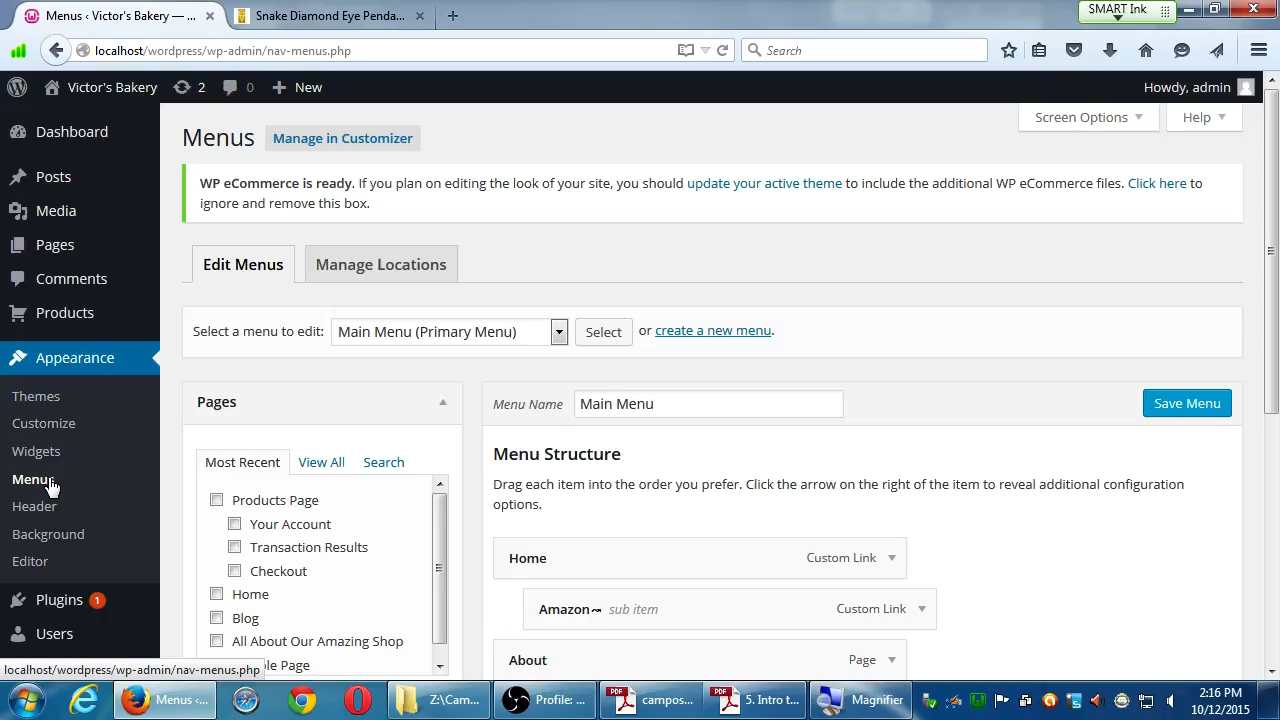 Menus ‹ Victor's Bakery — ...
Snake Diamond Eye Penda...
SMART Ink
localhost/wordpress/wp-admin/nav-menus.php
Search
Victor's Bakery
2
0
New
Howdy, admin
Dashboard
Posts
Media
Pages
Comments
Products
Appearance
Themes
Customize
Widgets
Menus
Header
Background
Editor
Plugins 1
Users
Menus
Manage in Customizer
Screen Options
Help
WP eCommerce is ready. If you plan on editing the look of your site, you should update your active theme to include the additional WP eCommerce files. Click here to
ignore and remove this box.
Edit Menus
Manage Locations
Select a menu to edit: Main Menu (Primary Menu) Select or create a new menu.
Pages
Most Recent
View All
Search
Products Page
Your Account
Transaction Results
Checkout
Home
Blog
All About Our Amazing Shop
Page
Menu Name Main Menu
Save Menu
Menu Structure
Drag each item into the order you prefer. Click the arrow on the right of the item to reveal additional configuration
options.
Home Custom Link
Amazon sub item Custom Link
About Page
localhost/wordpress/wp-admin/nav-menus.php
Menus ‹...
Z:\Cam...
Profile: ...
PDF
campos...
PDF
5. Intro t...
Magnifier
2:16 PM
10/12/2015